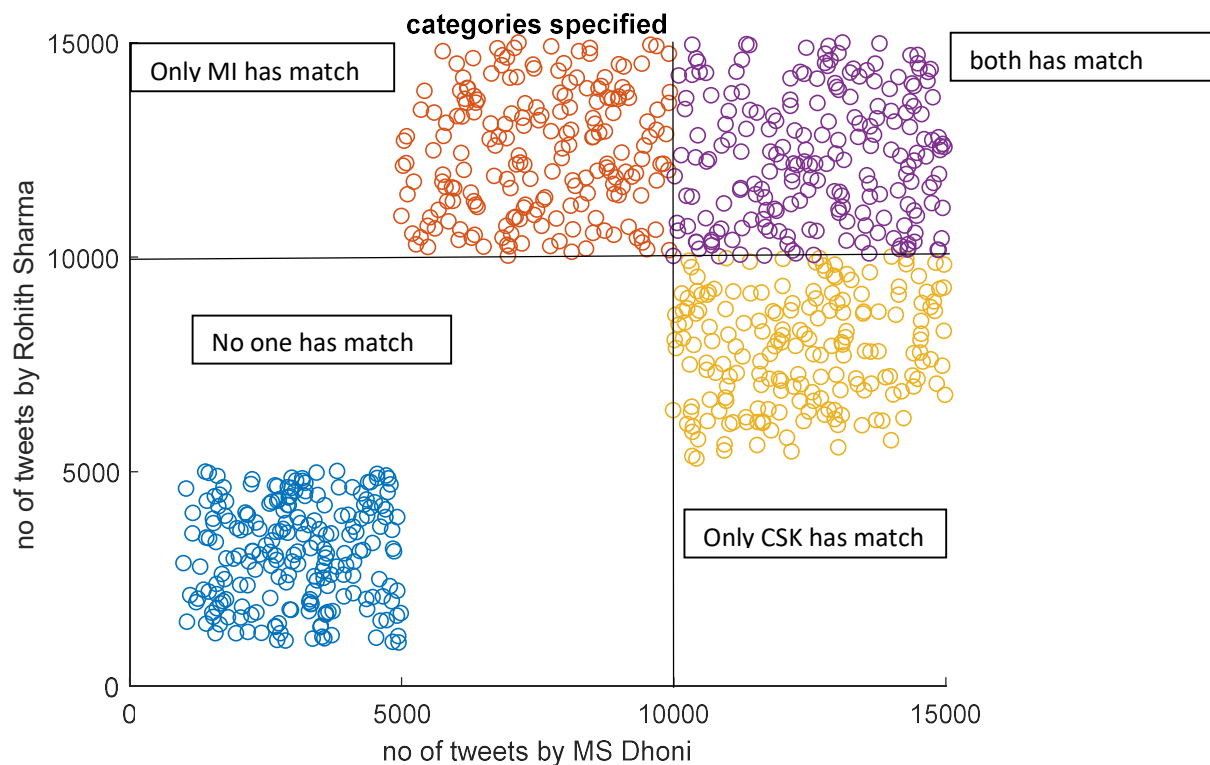 categories specified
15000
Only MI has match
both has match
10000
No one has match
5000
Only CSK has match
0
0
5000
10000
15000
no of tweets by MS Dhoni
no of tweets by Rohith Sharma